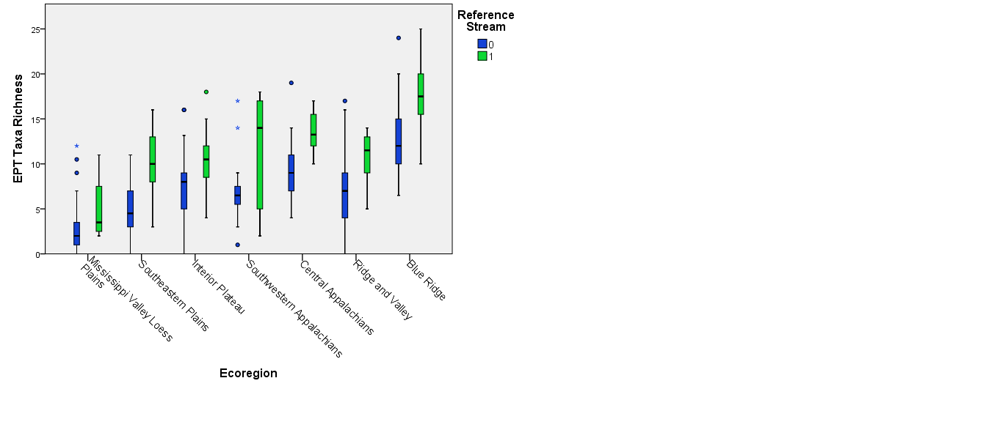 Reference
Stream
0
1
EPT Taxa Richness
25
20
15
10
5
0
Mississippi Valley Loess
Plains
Southeastern Plains
Interior Plateau
Southwestern Appalachians
Central Appalachians
Ridge and Valley
Blue Ridge
Ecoregion